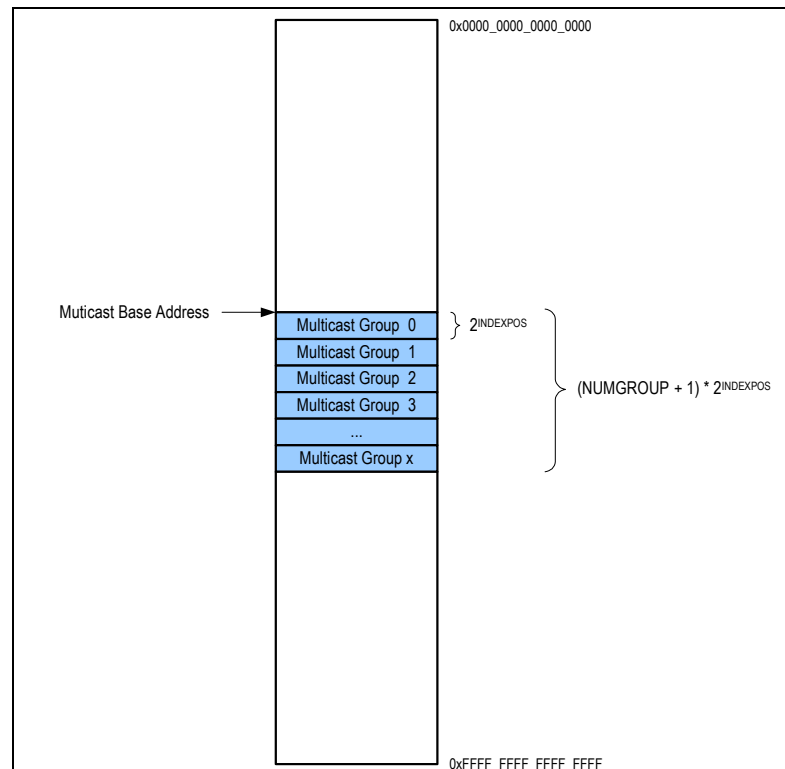 0x0000_0000_0000_0000
Muticast Base Address
Multicast Group 0
2INDEXPOS
Multicast Group 1
Multicast Group 2
Multicast Group 3
(NUMGROUP + 1) * 2INDEXPOS
...
Multicast Group x
0xFFFF_FFFF_FFFF_FFFF